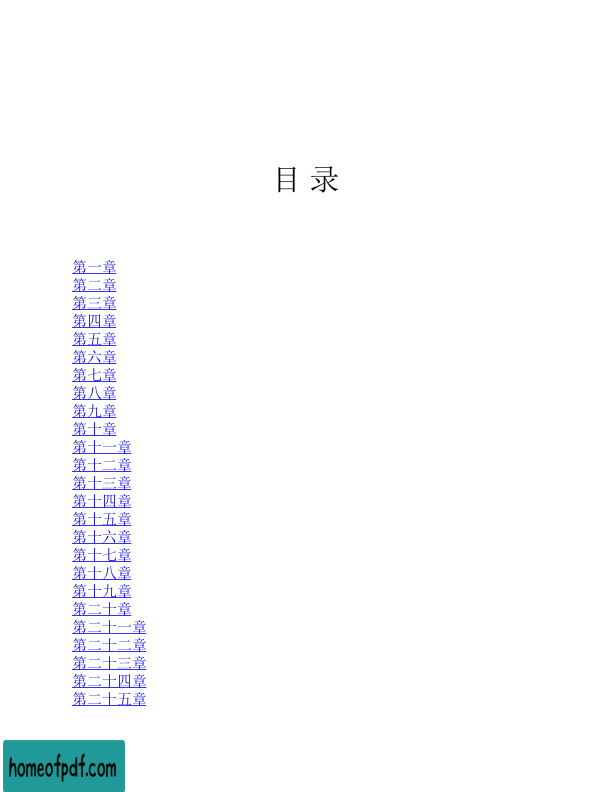 目 录
第一章
第二章
第三章
第四章
第五章
第六章
第七章
第八章
第九章
第十章
第十一章
第十二章
第十三章
第十四章
第十五章
第十六章
第十七章
第十八章
第十九章
第二十章
第二十一章
第二十二章
第二十三章
第二十四章
第二十五章
homeofpdf.com